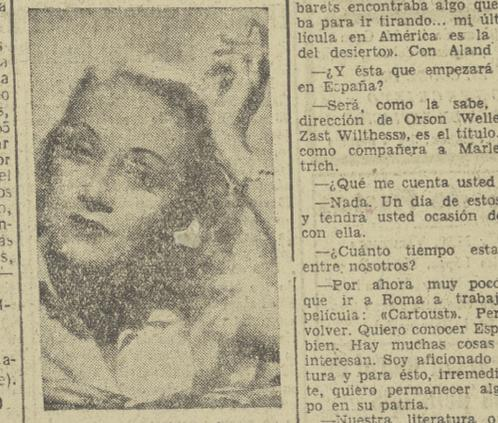 barets encontraba algo que
ba para ir tirando... mi últ
lícula en América es la
del desierto». Con Aland
—¿Y ésta que empezará
en España?
—Será, como la sabe,
dirección de Orson Welle
Zast Wilthess», es el título
como compañera a Marle
trich.
—¿Qué me cuenta usted
—Nada. Un día de estos
y tendrá usted ocasión de
con ella.
—¿Cuánto tiempo esta
entre nosotros?
—Por ahora muy poco
que ir a Roma a trabaj
película: «Cartoust». Per
volver. Quiero conocer Esp
bien. Hay muchas cosas
interesan. Soy aficionado
tura y para ésto, irremedi
te, quiero permanecer alg
po en su patria.
—Nuestra literatura o